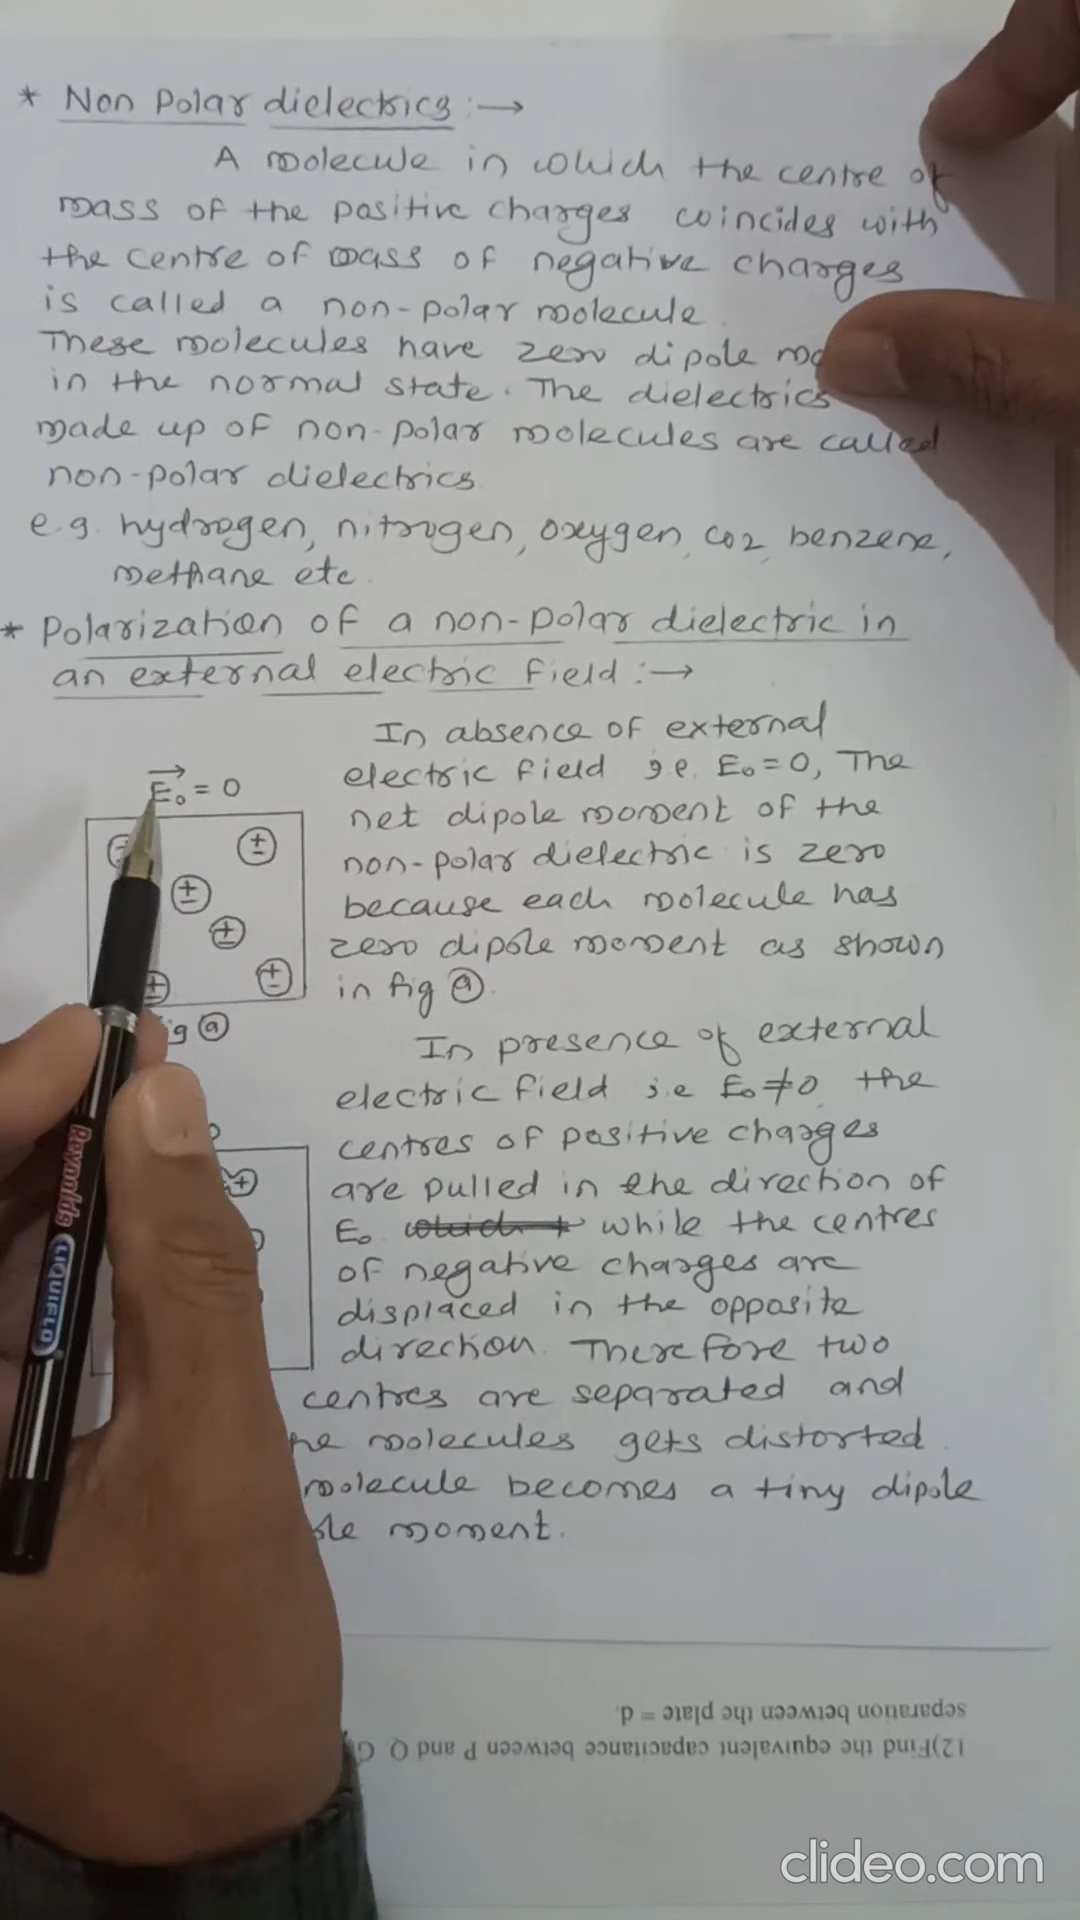 * Non Polar dielectrics :→
A molecule in which the centre of
mass of the positive charges coincides with
the centre of mass of negative charges
is called a non-polar molecule.
These molecules have zero dipole
in the normal state. The dielectrics
made up of non-polar molecules are called
non-polar dielectrics.
e.g. hydrogen, nitrogen, oxygen, CO2, benzene,
methane etc.
* Polarization of a non-polar dielectric in
an external electric field :→
In absence of external
electric field i.e. E₀ = 0, The
net dipole moment of the
non-polar dielectric is zero
because each molecule has
zero dipole moment as shown
in fig ⓐ.
E₀ = 0
± ±
±
±
± ±
ⓐ
In presence of external
electric field i.e E₀ ≠ 0, the
centres of positive charges
are pulled in the direction of
E₀ while the centres
of negative charges are
displaced in the opposite
direction. Therefore two
centres are separated and
molecules gets distorted.
molecule becomes a tiny dipole
moment.
+
Reynolds
LIQUIFLO
12)Find the equivalent capacitance between P and Q
separation between the plate = d.
clideo.com